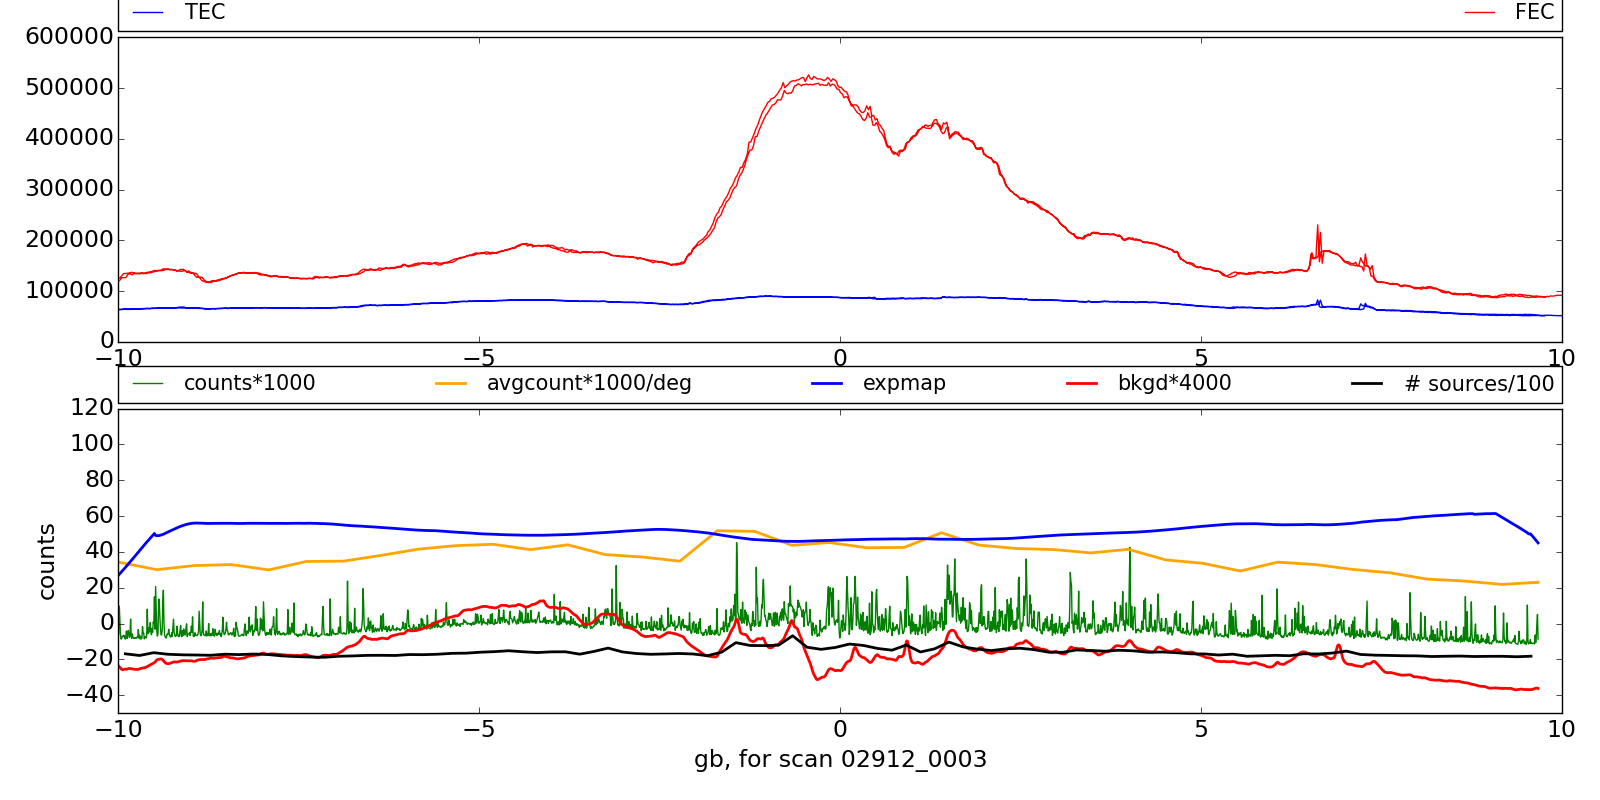 TEC FEC
600000
500000
400000
300000
200000
100000
0
−10 −5 0 5 10
counts*1000 avgcount*1000/deg expmap bkgd*4000 # sources/100
120
100
80
60
40
20
0
−20
−40
counts
−10 −5 0 5 10
gb, for scan 02912_0003